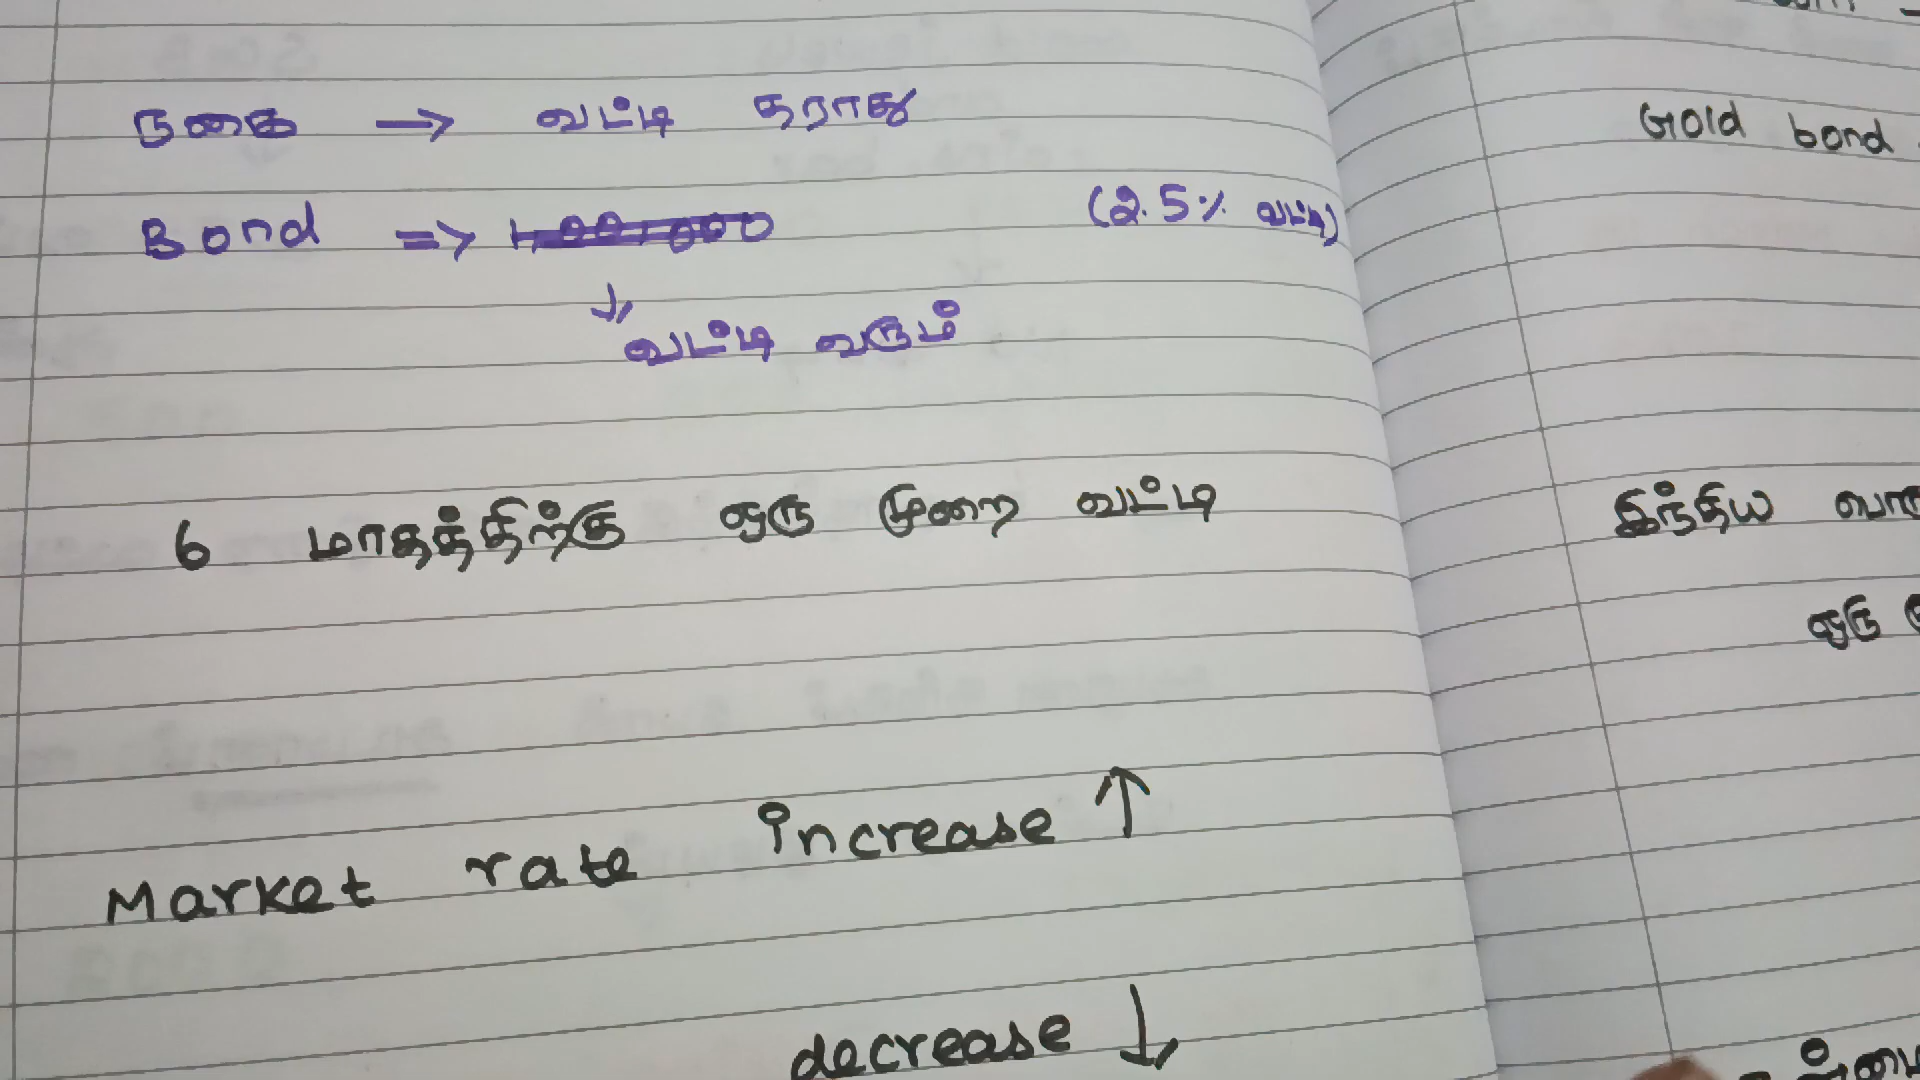 நகை → வட்டி தராது
Bond =>
(2.5% வட்டி)
↓
வட்டி வரும்
6 மாதத்திற்கு ஒரு முறை வட்டி
Market rate increase ↑
decrease ↓
Gold bond
இந்திய
ஒரு